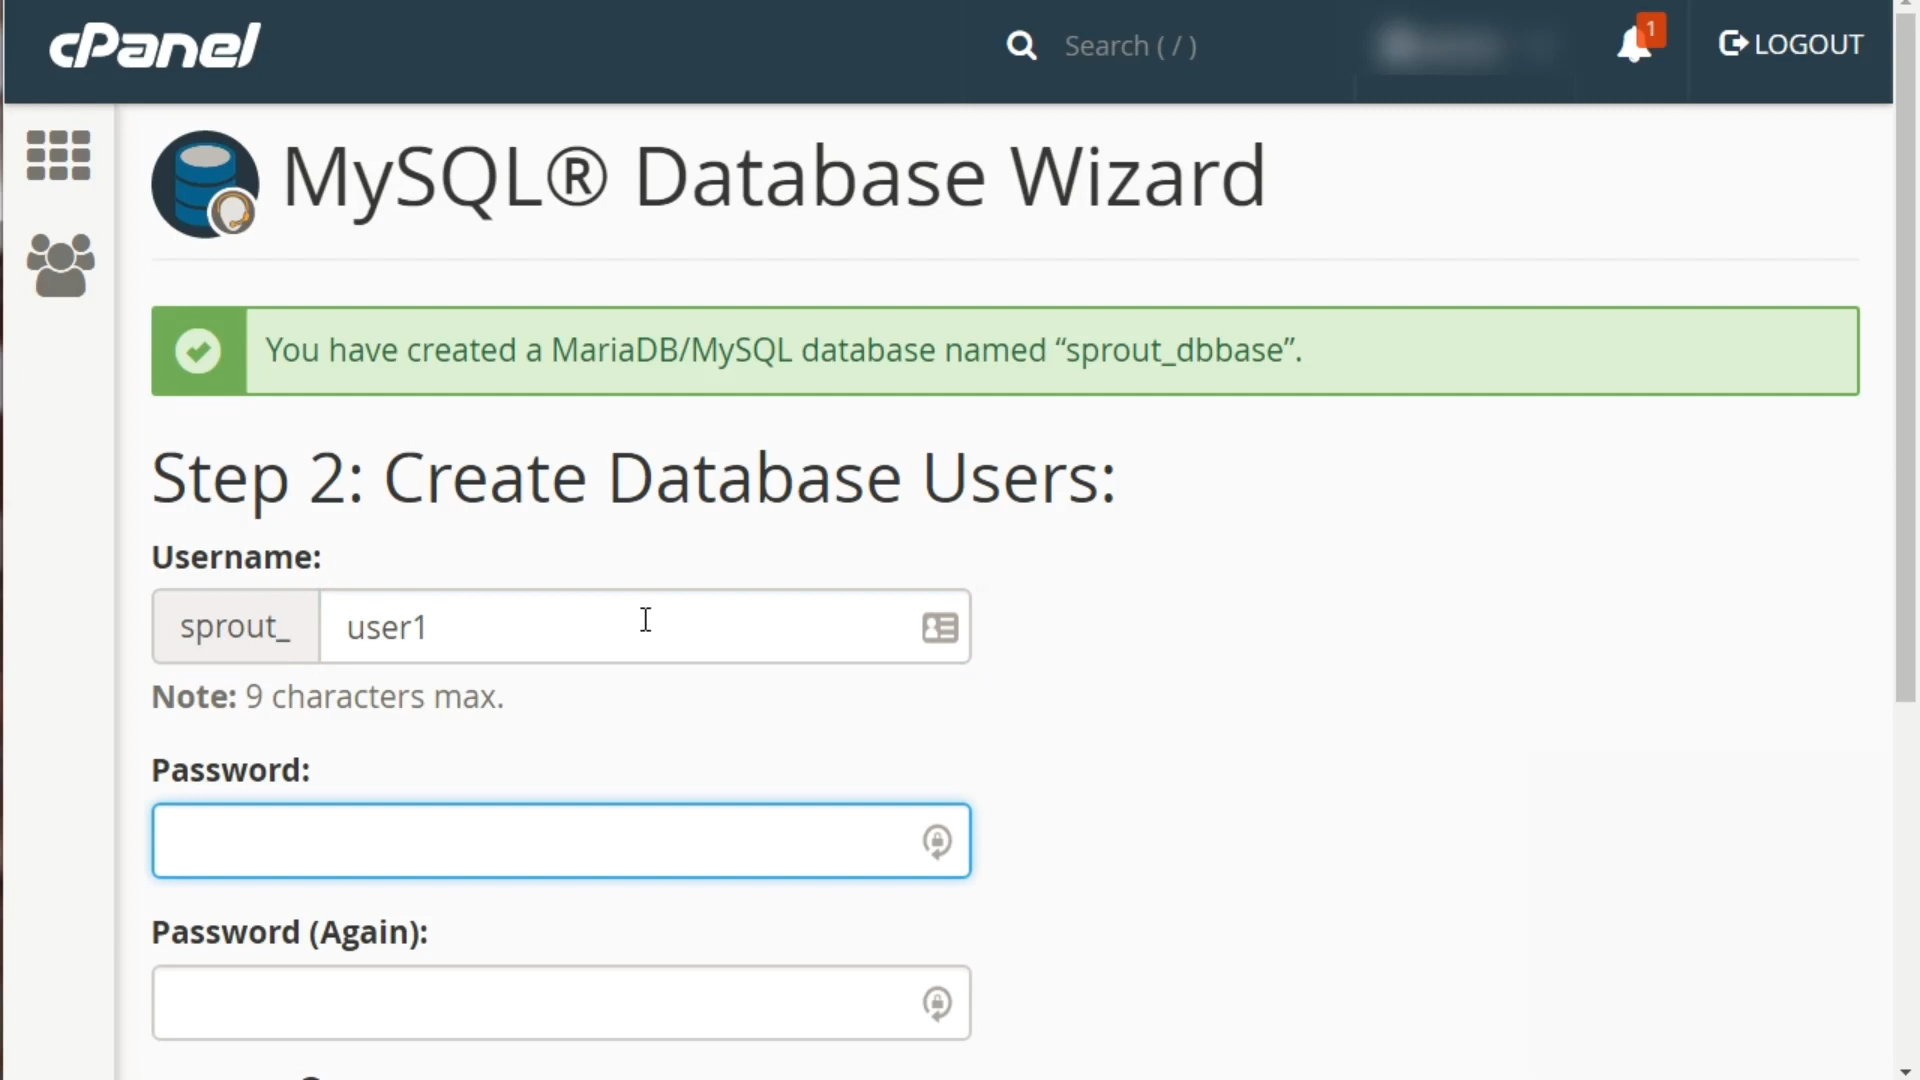 cPanel
Search ( / )
1
LOGOUT
MySQL® Database Wizard
You have created a MariaDB/MySQL database named “sprout_dbbase”.
Step 2: Create Database Users:
Username:
sprout_ user1
Note: 9 characters max.
Password:
Password (Again):